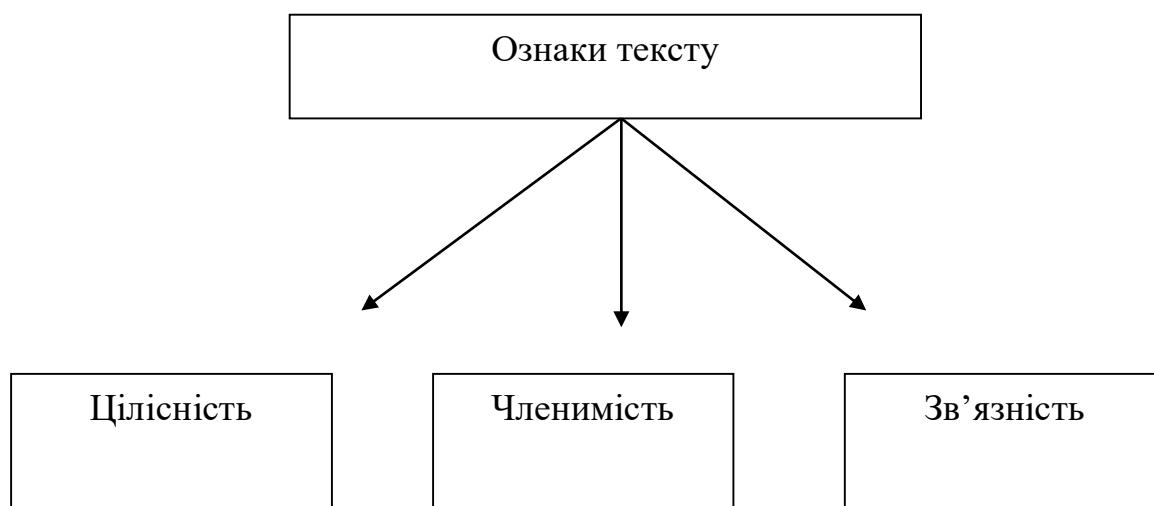 Ознаки тексту
Цілісність
Членимість
Зв’язність